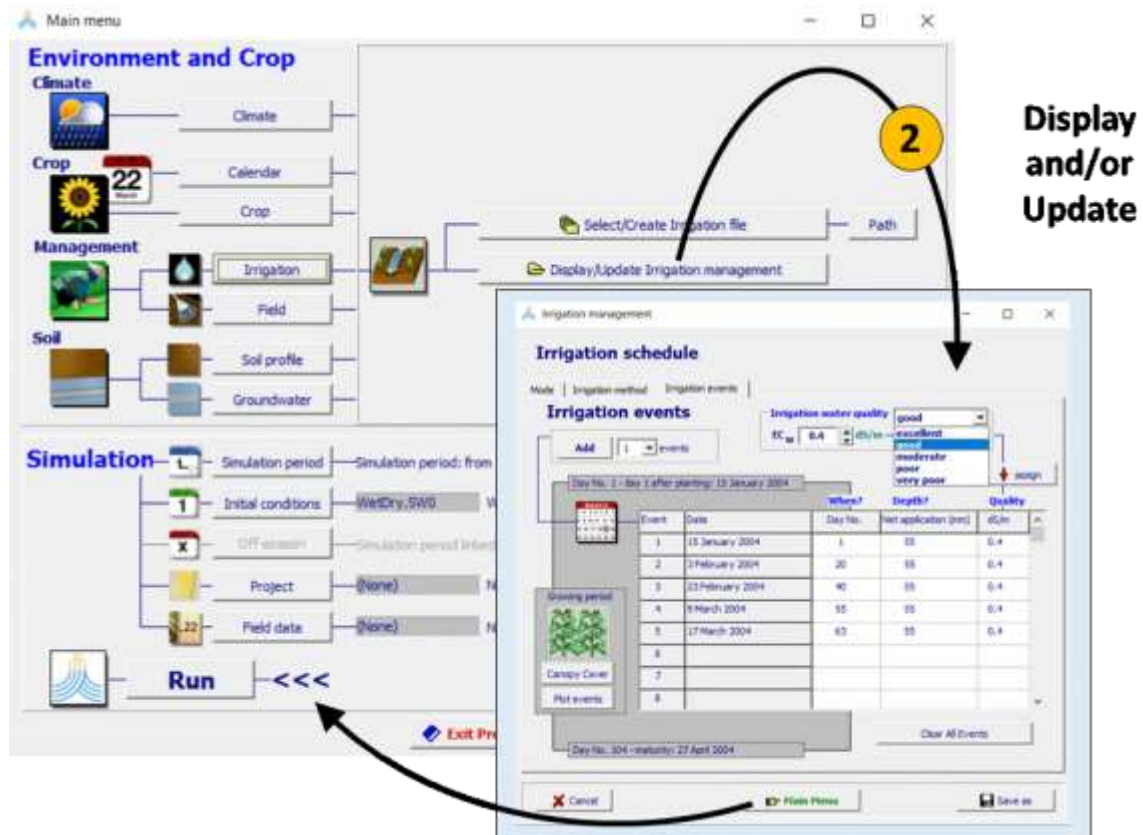 Main menu
Environment and Crop
Climate
Climate
Crop
22
March
Calendar
Crop
Management
Irrigation
Field
Soil
Soil profile
Groundwater
Select/Create Irrigation file
Path
Display/Update Irrigation management
2
Display
and/or
Update
Simulation
Simulation period
Simulation period: from
1
Initial conditions
WetDry.SW0
X
Off season
Simulation period linked
Project
(None)
Field data
(None)
Run
<<<
Exit Pr
Irrigation management
Irrigation schedule
Mode
Irrigation method
Irrigation events
Irrigation events
Irrigation water quality
good
ECw
0.4
dS/m
excellent
good
moderate
poor
very poor
Add
1
events
assign
Day No. 1 - day 1 after planting: 15 January 2004
When?
Depth?
Quality
Event
Date
Day No.
Net application (mm)
dS/m
1 15 January 2004 1 55 0.4
2 3 February 2004 20 55 0.4
3 23 February 2004 40 55 0.4
4 9 March 2004 55 55 0.4
5 17 March 2004 63 55 0.4
6
7
8
Growing period
Canopy Cover
Plot events
Clear All Events
Day No. 104 - maturity: 27 April 2004
Cancel
Main Menu
Save as